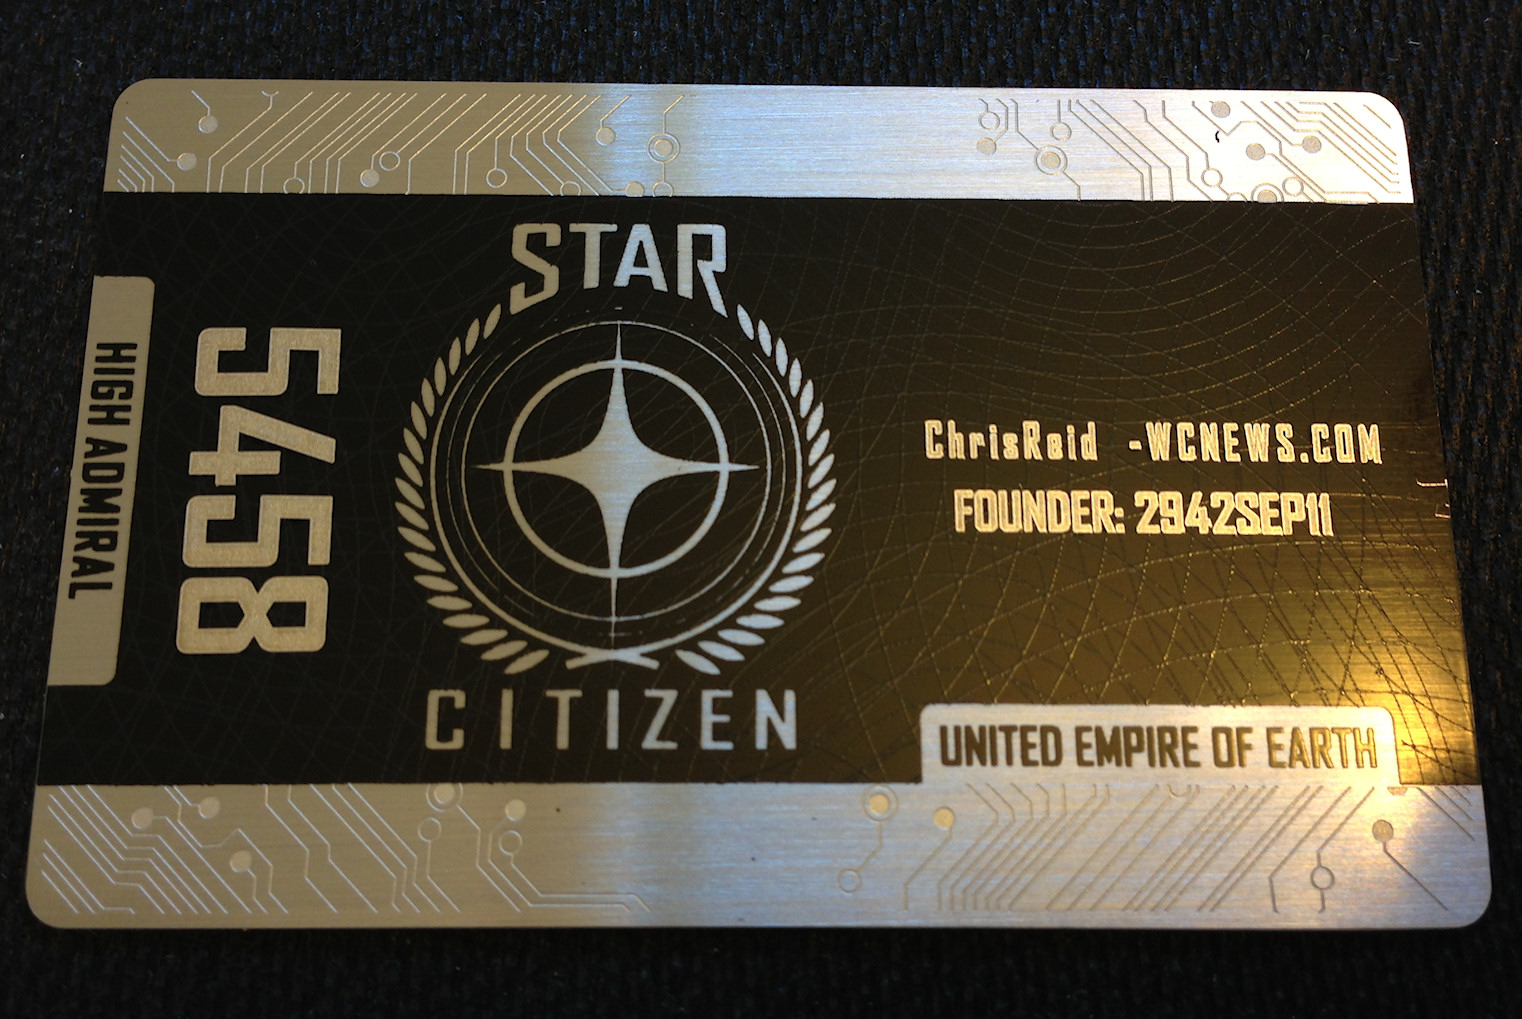 STAR
CITIZEN
HIGH ADMIRAL
5458
ChrisReid -WCNEWS.COM
FOUNDER: 2942SEP11
UNITED EMPIRE OF EARTH